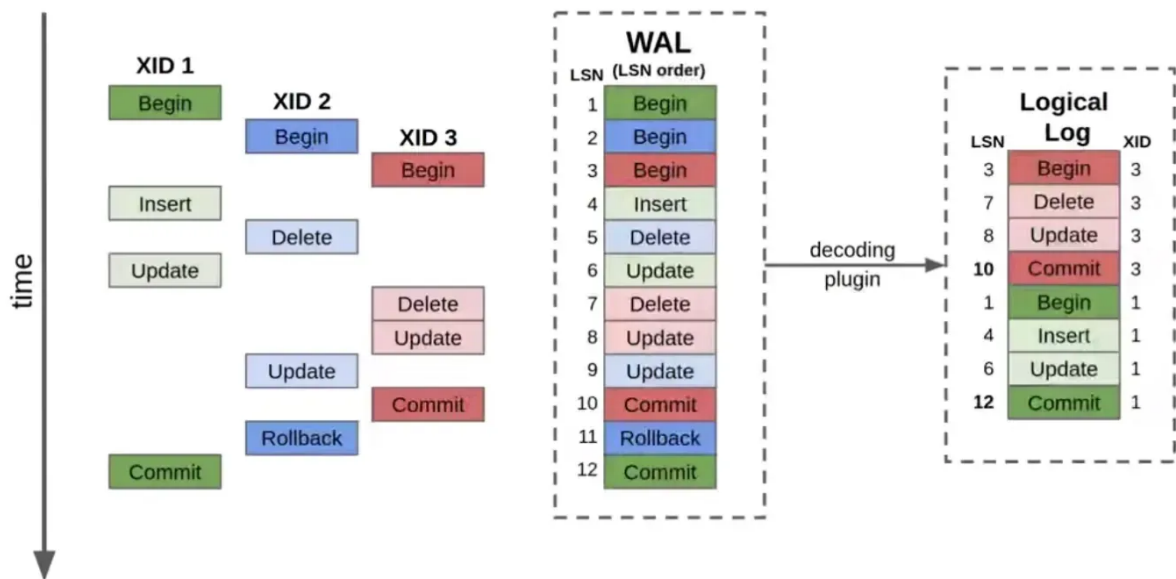 time
XID 1
Begin
Insert
Update
Commit
XID 2
Begin
Delete
Update
Rollback
XID 3
Begin
Delete
Update
Commit
WAL
LSN (LSN order)
1 Begin
2 Begin
3 Begin
4 Insert
5 Delete
6 Update
7 Delete
8 Update
9 Update
10 Commit
11 Rollback
12 Commit
decoding
plugin
Logical
Log
LSN XID
3 Begin 3
7 Delete 3
8 Update 3
10 Commit 3
1 Begin 1
4 Insert 1
6 Update 1
12 Commit 1